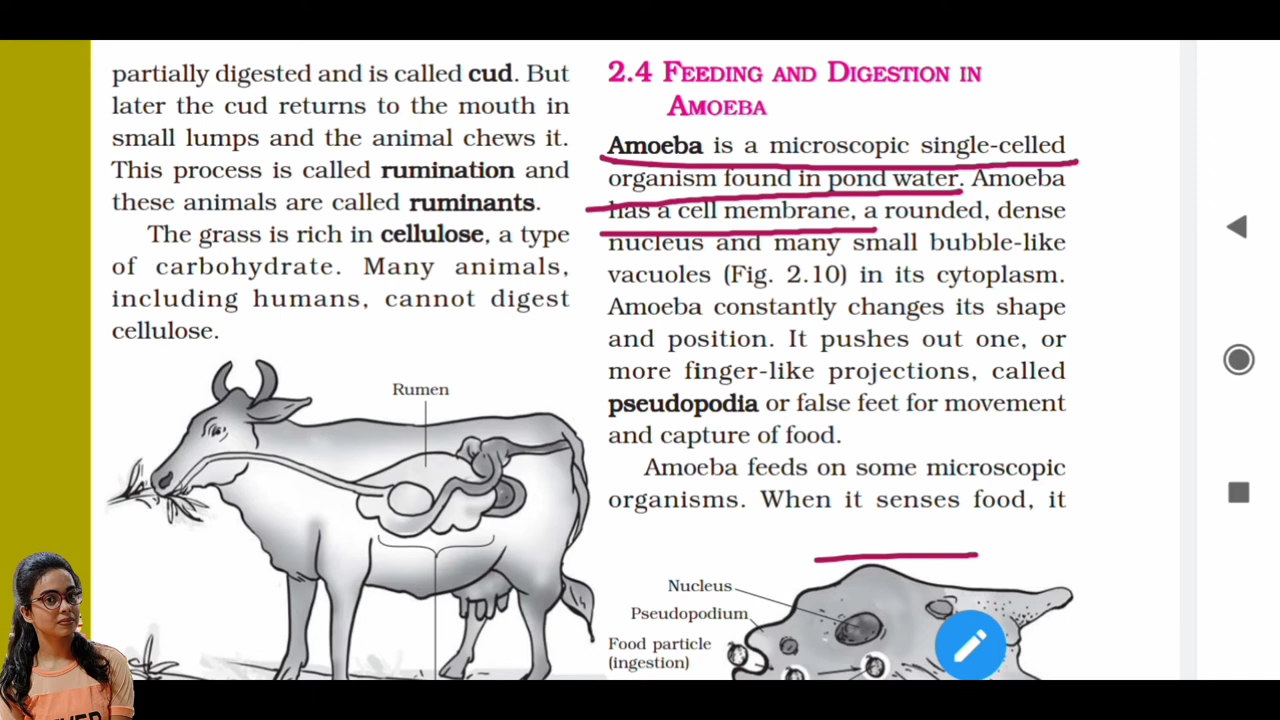 partially digested and is called cud. But
later the cud returns to the mouth in
small lumps and the animal chews it.
This process is called rumination and
these animals are called ruminants.
The grass is rich in cellulose, a type
of carbohydrate. Many animals,
including humans, cannot digest
cellulose.
Rumen
2.4 FEEDING AND DIGESTION IN
AMOEBA
Amoeba is a microscopic single-celled
organism found in pond water. Amoeba
has a cell membrane, a rounded, dense
nucleus and many small bubble-like
vacuoles (Fig. 2.10) in its cytoplasm.
Amoeba constantly changes its shape
and position. It pushes out one, or
more finger-like projections, called
pseudopodia or false feet for movement
and capture of food.
Amoeba feeds on some microscopic
organisms. When it senses food, it
Nucleus
Pseudopodium
Food particle
(ingestion)